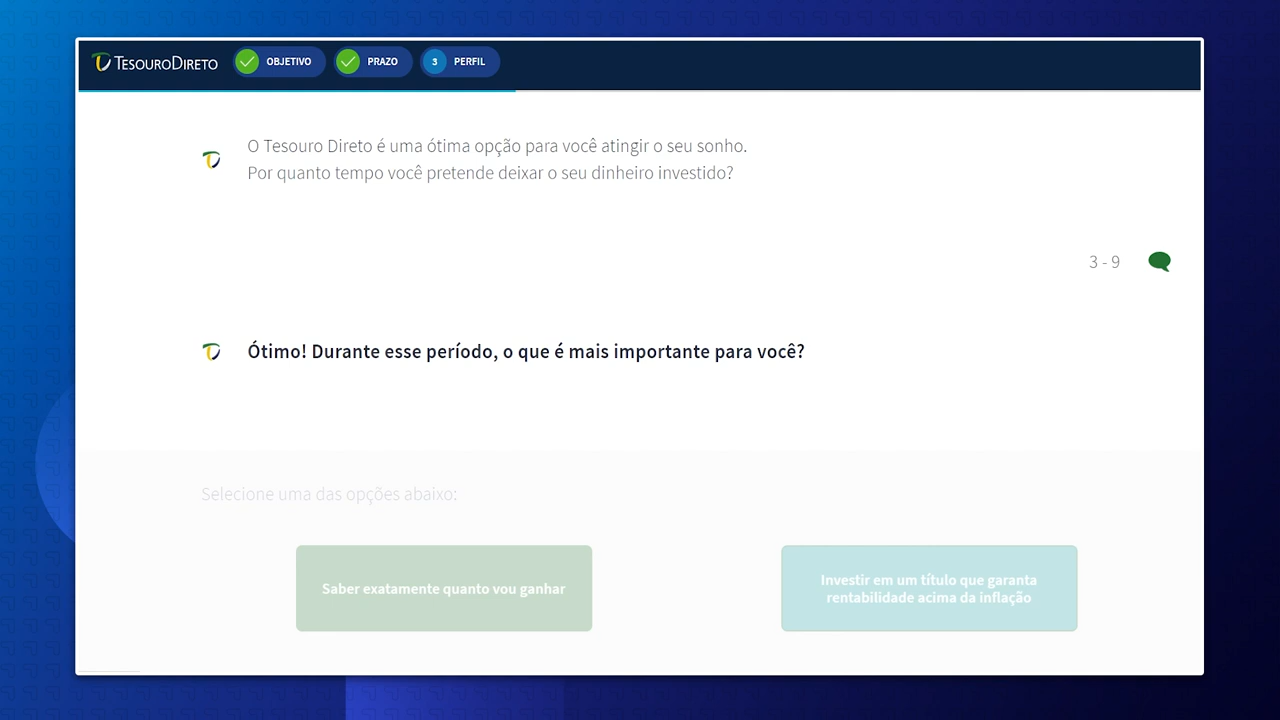 TESOURODIRETO
OBJETIVO
PRAZO
3 PERFIL
O Tesouro Direto é uma ótima opção para você atingir o seu sonho.
Por quanto tempo você pretende deixar o seu dinheiro investido?
3 - 9
Ótimo! Durante esse período, o que é mais importante para você?
Selecione uma das opções abaixo:
Saber exatamente quanto vou ganhar
Investir em um título que garanta
rentabilidade acima da inflação